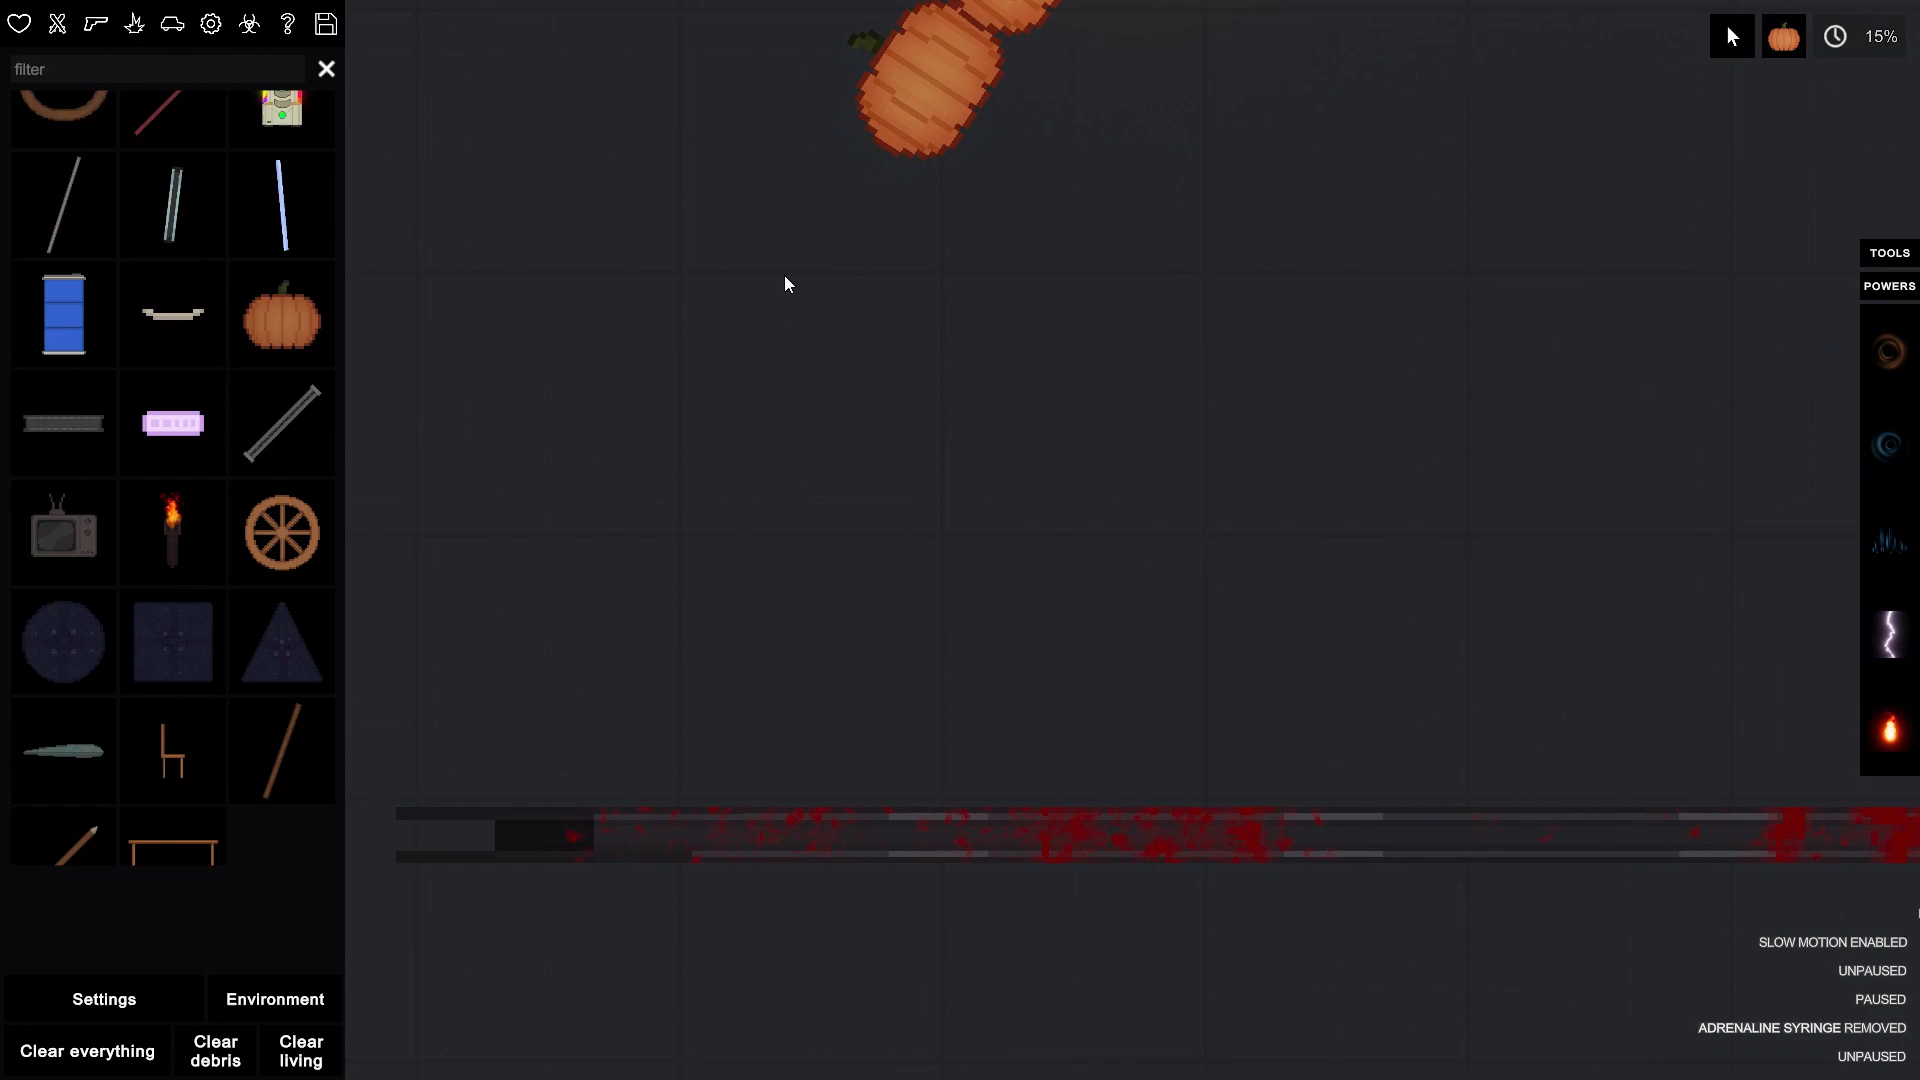 filter
15%
TOOLS
POWERS
SLOW MOTION ENABLED
UNPAUSED
PAUSED
ADRENALINE SYRINGE REMOVED
UNPAUSED
Settings
Environment
Clear everything
Clear
debris
Clear
living